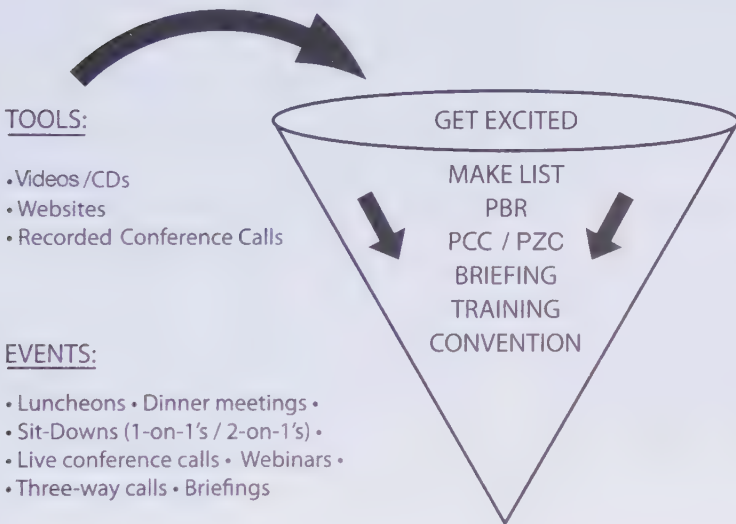 TOOLS:
• Videos /CDs
• Websites
• Recorded Conference Calls
EVENTS:
• Luncheons • Dinner meetings •
• Sit-Downs (1-on-1's / 2-on-1's) •
• Live conference calls • Webinars •
• Three-way calls • Briefings
GET EXCITED
MAKE LIST
PBR
PCC / PZC
BRIEFING
TRAINING
CONVENTION